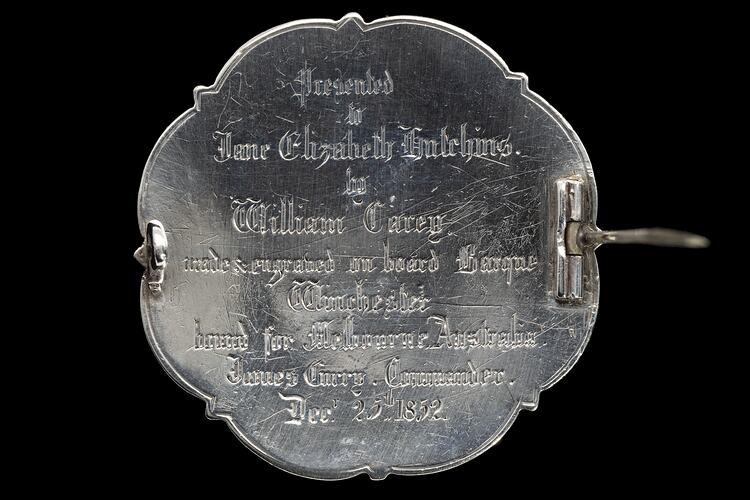 Presented
to
Jane Elizabeth Hutchins.
by
William Carey.
made & engraved on board Barque
Winchester
bound for Melbourne Australia
James Curry. Commander.
Decr 25th 1852.